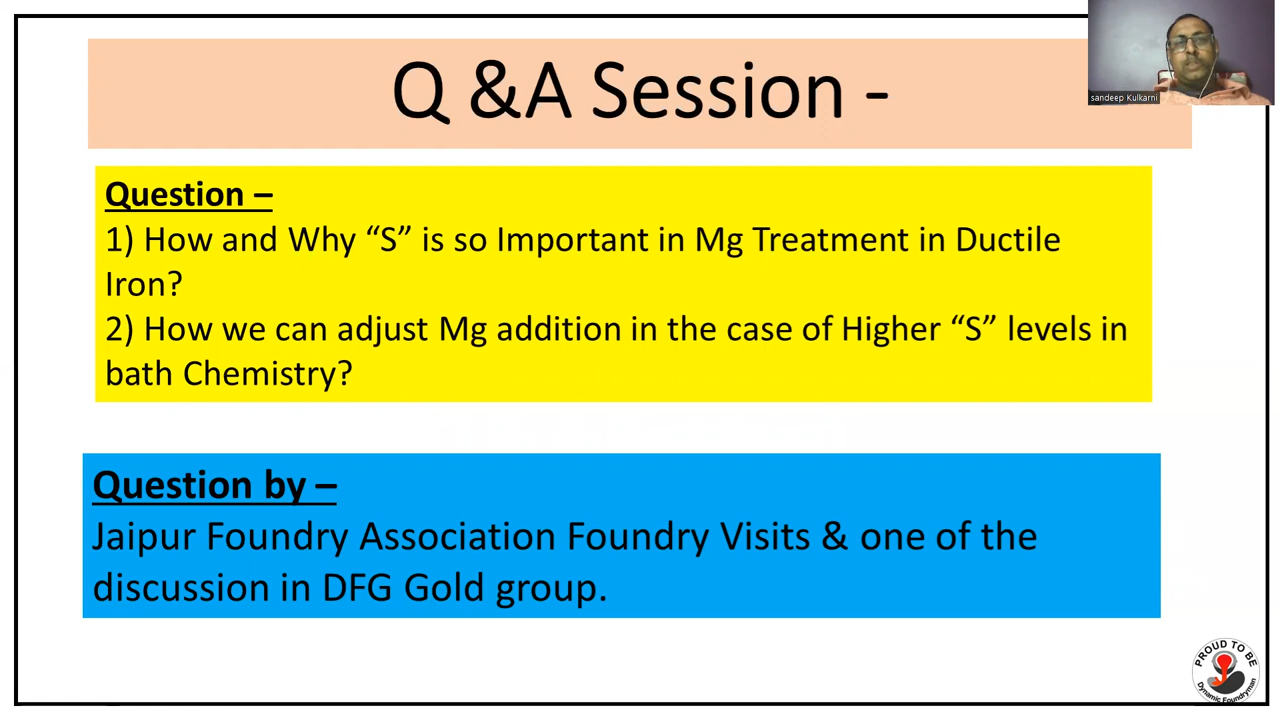 Q &A Session -
sandeep Kulkarni
Question –
1) How and Why “S” is so Important in Mg Treatment in Ductile
Iron?
2) How we can adjust Mg addition in the case of Higher “S” levels in
bath Chemistry?
Question by –
Jaipur Foundry Association Foundry Visits & one of the
discussion in DFG Gold group.
PROUD TO BE
Dynamic Foundryman